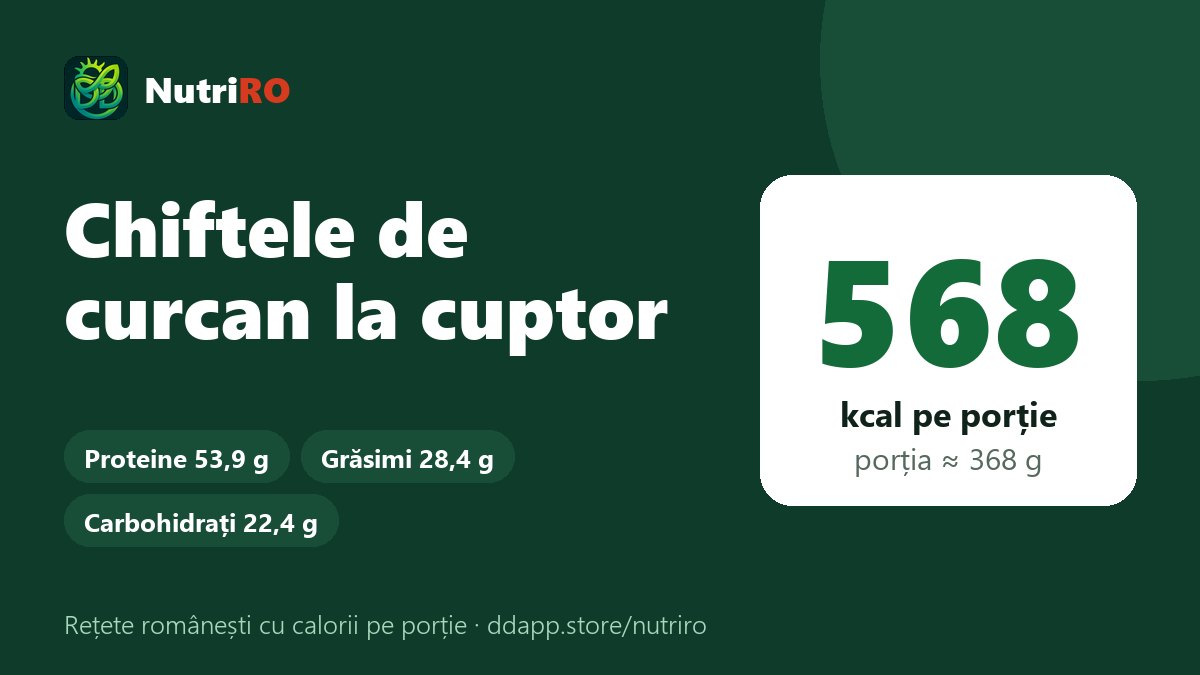 NutriRO
Chiftele de
curcan la cuptor
Proteine 53,9 g
Grăsimi 28,4 g
Carbohidrați 22,4 g
568
kcal pe porție
porția ≈ 368 g
Rețete românești cu calorii pe porție · ddapp.store/nutriro